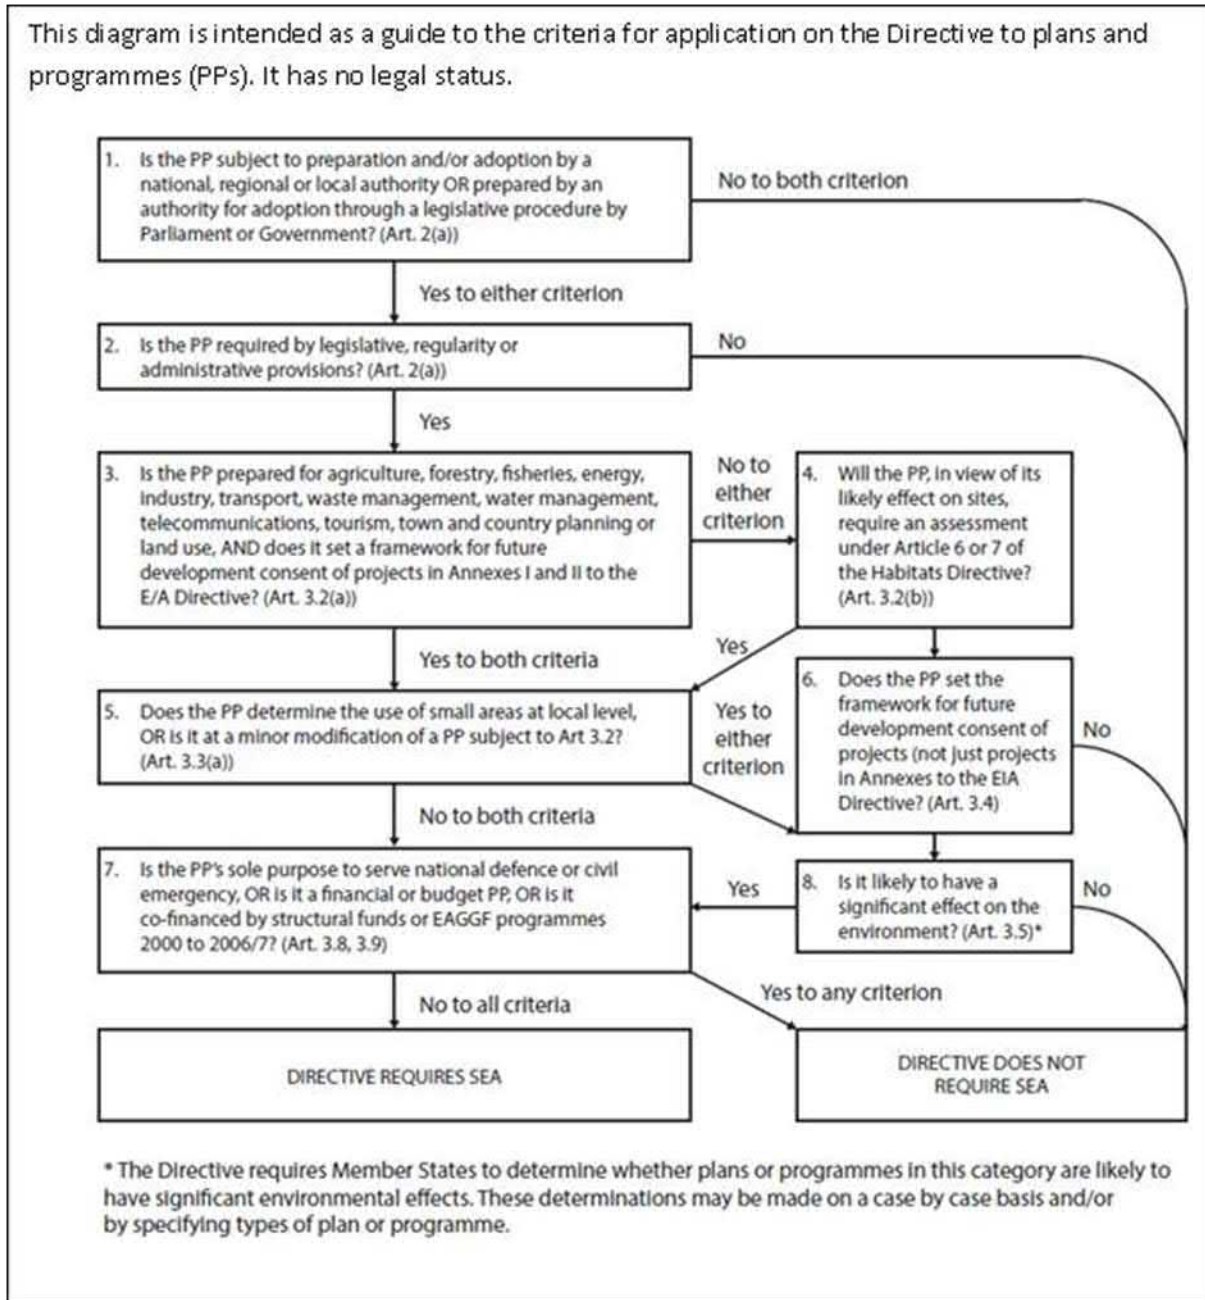 This diagram is intended as a guide to the criteria for application on the Directive to plans and
programmes (PPs). It has no legal status.
1. Is the PP subject to preparation and/or adoption by a
national, regional or local authority OR prepared by an
authority for adoption through a legislative procedure by
Parliament or Government? (Art. 2(a))
No to both criterion
Yes to either criterion
2. Is the PP required by legislative, regularity or
administrative provisions? (Art. 2(a))
No
Yes
3. Is the PP prepared for agriculture, forestry, fisheries, energy,
industry, transport, waste management, water management,
telecommunications, tourism, town and country planning or
land use, AND does it set a framework for future
development consent of projects in Annexes I and II to the
E/A Directive? (Art. 3.2(a))
No to
either
criterion
4. Will the PP, in view of its
likely effect on sites,
require an assessment
under Article 6 or 7 of
the Habitats Directive?
(Art. 3.2(b))
Yes to both criteria
Yes
5. Does the PP determine the use of small areas at local level,
OR is it at a minor modification of a PP subject to Art 3.2?
(Art. 3.3(a))
Yes to
either
criterion
6. Does the PP set the
framework for future
development consent of
projects (not just projects
in Annexes to the EIA
Directive? (Art. 3.4)
No
No to both criteria
7. Is the PP's sole purpose to serve national defence or civil
emergency, OR is it a financial or budget PP, OR is it
co-financed by structural funds or EAGGF programmes
2000 to 2006/7? (Art. 3.8, 3.9)
Yes
8. Is it likely to have a
significant effect on the
environment? (Art. 3.5)*
No
No to all criteria
Yes to any criterion
DIRECTIVE REQUIRES SEA
DIRECTIVE DOES NOT
REQUIRE SEA
* The Directive requires Member States to determine whether plans or programmes in this category are likely to
have significant environmental effects. These determinations may be made on a case by case basis and/or
by specifying types of plan or programme.